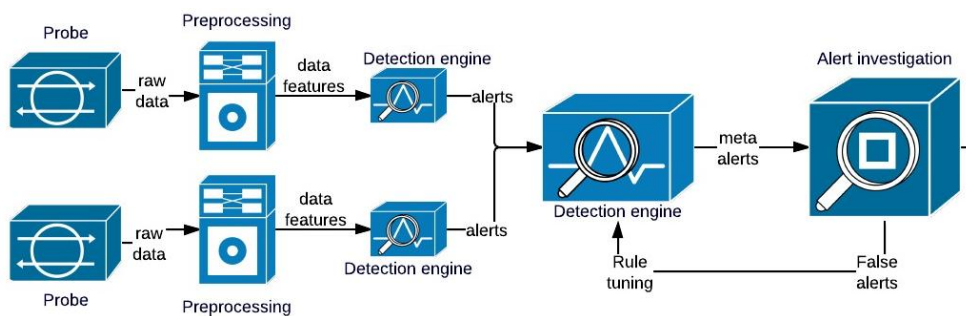 Preprocessing
Probe
Detection engine
Alert investigation
raw
data
data
features
alerts
meta
alerts
Detection engine
data
features
raw
data
alerts
Detection engine
Probe
Preprocessing
Rule
tuning
False
alerts